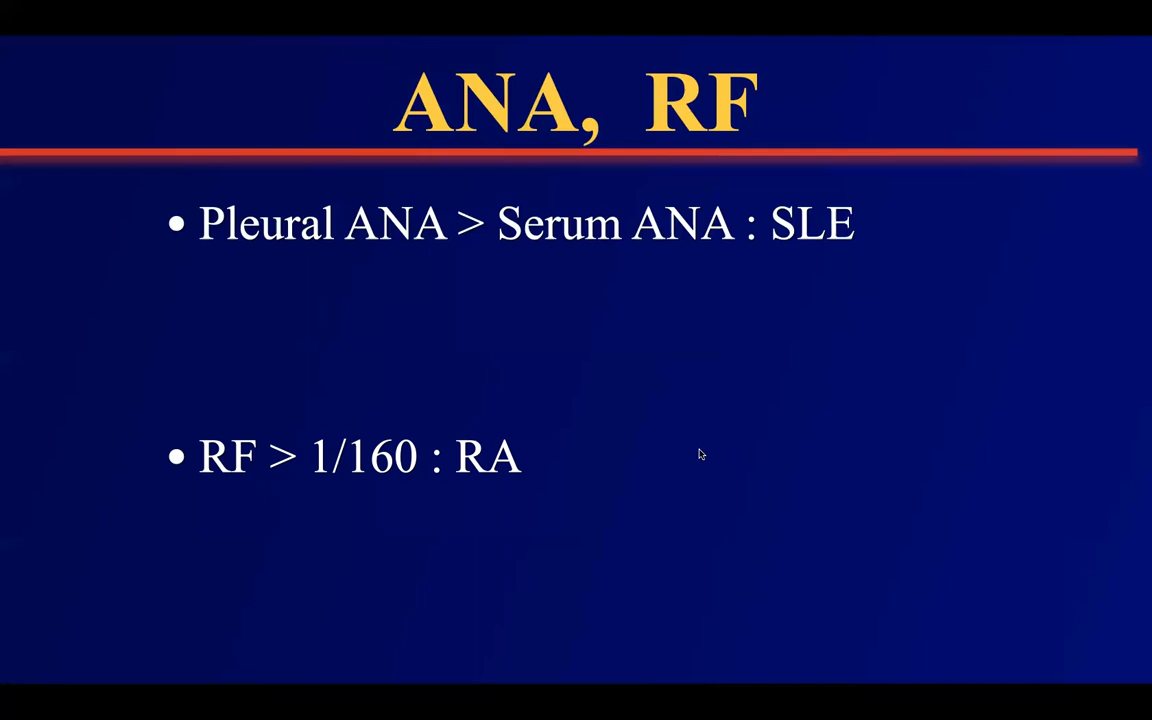 ANA, RF
• Pleural ANA > Serum ANA : SLE
• RF > 1/160 : RA